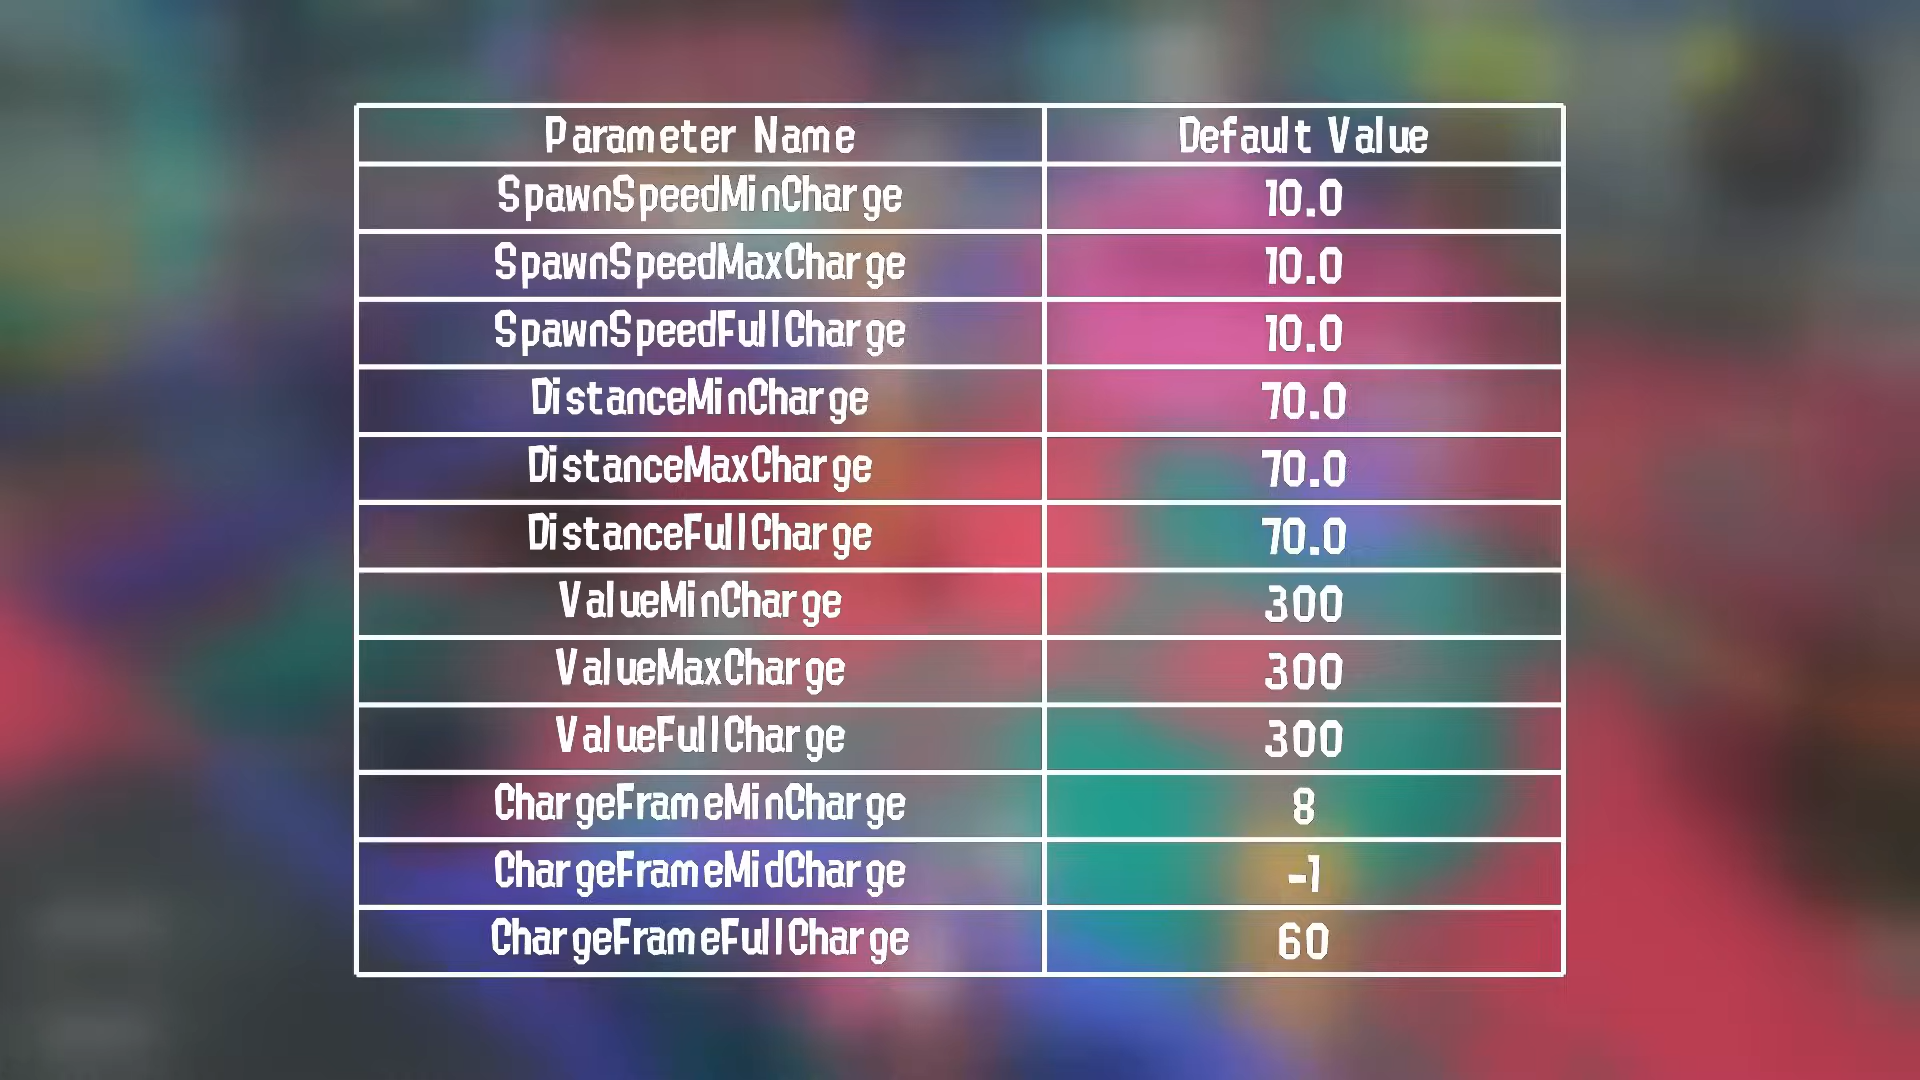 Parameter Name Default Value
SpawnSpeedMinCharge 10.0
SpawnSpeedMaxCharge 10.0
SpawnSpeedFullCharge 10.0
DistanceMinCharge 70.0
DistanceMaxCharge 70.0
DistanceFullCharge 70.0
ValueMinCharge 300
ValueMaxCharge 300
ValueFullCharge 300
ChargeFrameMinCharge 8
ChargeFrameMidCharge -1
ChargeFrameFullCharge 60